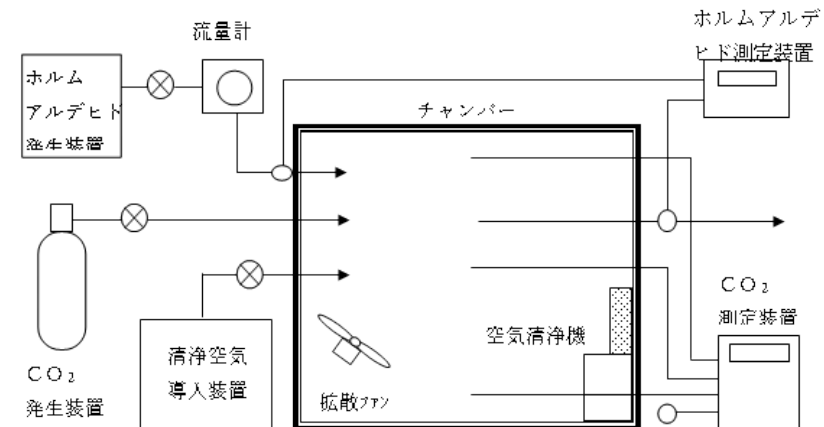 流量計
ホルム
アルデヒド
発生装置
ホルムアルデ
ヒド測定装置
チャンバー
CO₂
発生装置
清浄空気
導入装置
拡散ファン
空気清浄機
CO₂
測定装置